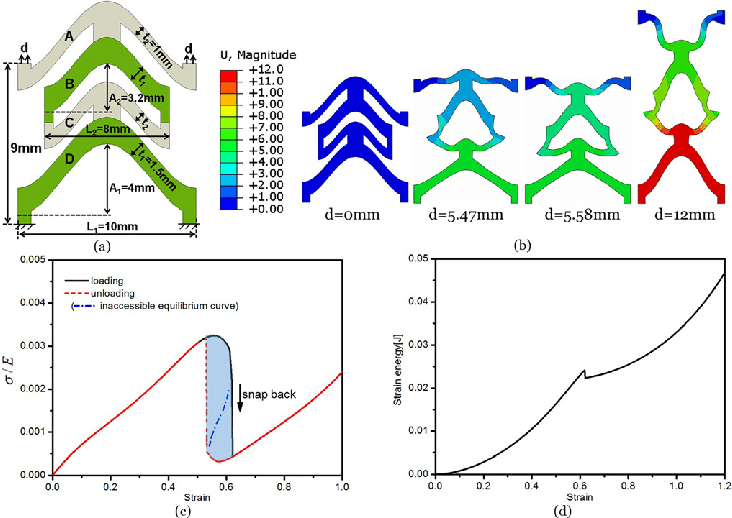 A
d
d
t₂=1mm
B
t₁
A₂=3.2mm
C
t₂
L₂=8mm
9mm
D
t₁=1.5mm
A₁=4mm
L₁=10mm
(a)
U, Magnitude
+12.0
+11.0
+10.0
+9.00
+8.00
+7.00
+6.00
+5.00
+4.00
+3.00
+2.00
+1.00
+0.00
d=0mm
d=5.47mm
d=5.58mm
d=12mm
(b)
0.005
0.004
0.003
0.002
0.001
0.000
σ/E
loading
unloading
( inaccessible equilibrium curve)
snap back
0.0 0.2 0.4 0.6 0.8 1.0
Strain
(c)
0.05
0.04
0.03
0.02
0.01
0.00
Strain energy[J]
0.0 0.2 0.4 0.6 0.8 1.0 1.2
Strain
(d)